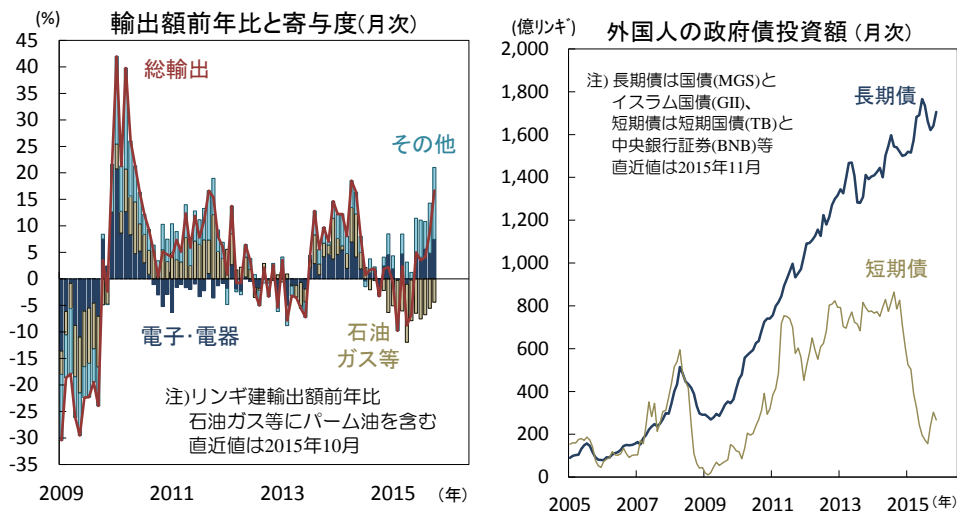 輸出額前年比と寄与度(月次)
(%)
45
40
35
30
25
20
15
10
5
0
-5
-10
-15
-20
-25
-30
-35
総輸出
その他
電子･電器
石油
ガス等
注)リンギ建輸出額前年比
石油ガス等にパーム油を含む
直近値は2015年10月
2009
2011
2013
2015
(年)
外国人の政府債投資額(月次)
(億リンギ)
2,000
1,800
1,600
1,400
1,200
1,000
800
600
400
200
0
注) 長期債は国債(MGS)と
イスラム国債(GII)、
短期債は短期国債(TB)と
中央銀行証券(BNB)等
直近値は2015年11月
長期債
短期債
2005
2007
2009
2011
2013
2015
(年)